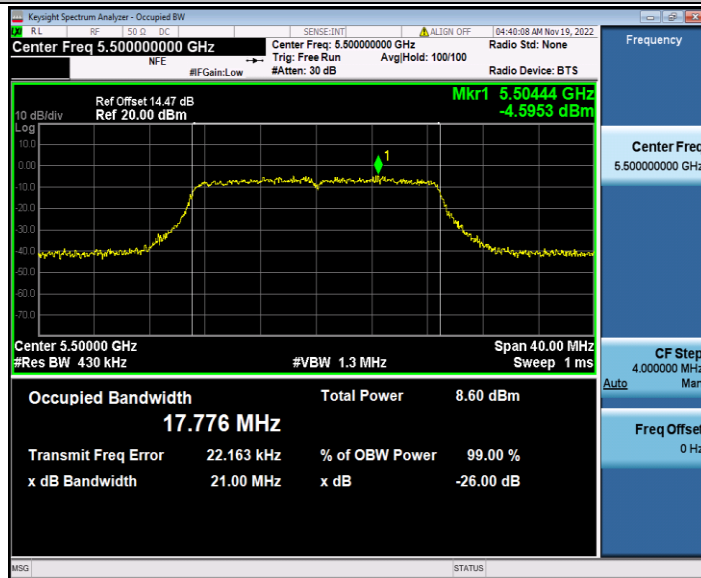 Keysight Spectrum Analyzer - Occupied BW
RL RF 50 Ω DC SENSE:INT ALIGN OFF 04:40:08 AM Nov 19, 2022
Center Freq 5.500000000 GHz
NFE
#IFGain:Low
Center Freq: 5.500000000 GHz
Trig: Free Run Avg|Hold: 100/100
#Atten: 30 dB
Radio Std: None
Radio Device: BTS
Frequency
Ref Offset 14.47 dB
10 dB/div Ref 20.00 dBm
Mkr1 5.50444 GHz
-4.5953 dBm
Log
10.0
0.00
-10.0
-20.0
-30.0
-40.0
-50.0
-60.0
-70.0
1
Center 5.50000 GHz Span 40.00 MHz
#Res BW 430 kHz #VBW 1.3 MHz Sweep 1 ms
Occupied Bandwidth Total Power 8.60 dBm
17.776 MHz
Transmit Freq Error 22.163 kHz % of OBW Power 99.00 %
x dB Bandwidth 21.00 MHz x dB -26.00 dB
Center Freq
5.500000000 GHz
CF Step
4.000000 MHz
Auto Man
Freq Offset
0 Hz
MSG STATUS